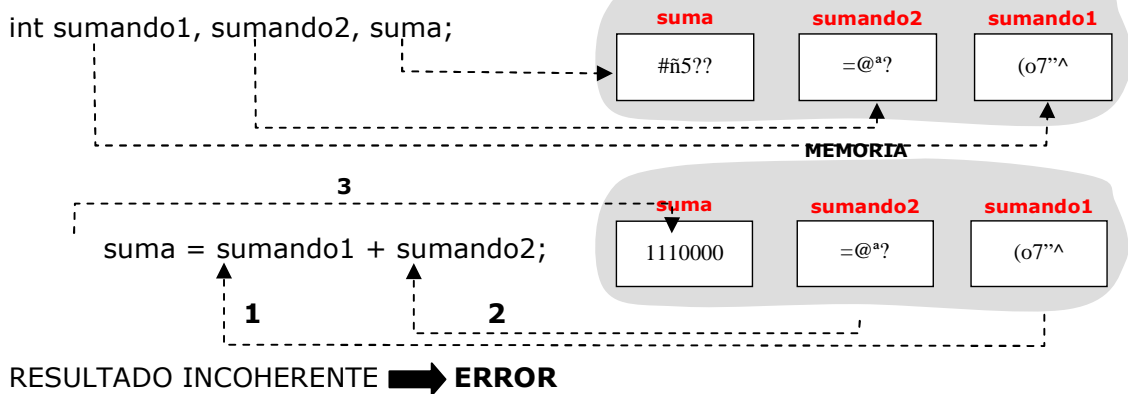 suma sumando2 sumando1
int sumando1, sumando2, suma;
#ñ5?? =@ª? (o7”^
MEMORIA
3
suma sumando2 sumando1
suma = sumando1 + sumando2;
1110000 =@ª? (o7”^
1 2
RESULTADO INCOHERENTE ERROR